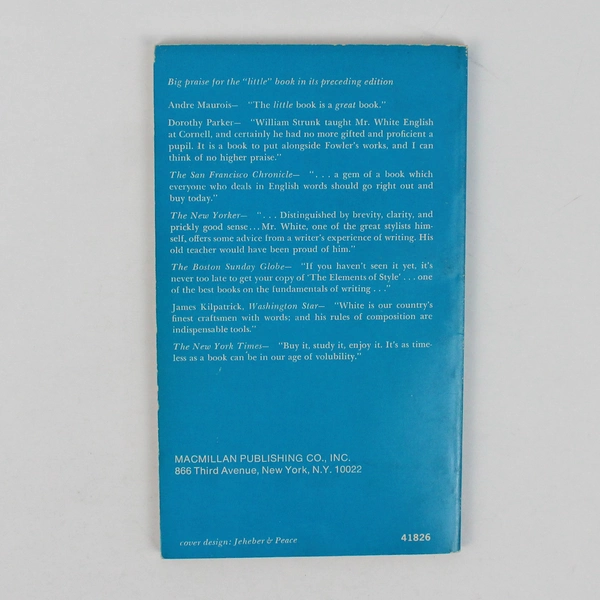 Big praise for the "little" book in its preceding edition
Andre Maurois— "The little book is a great book."
Dorothy Parker— "William Strunk taught Mr. White English
at Cornell, and certainly he had no more gifted and proficient a
pupil. It is a book to put alongside Fowler's works, and I can
think of no higher praise."
The San Francisco Chronicle— ". . . a gem of a book which
everyone who deals in English words should go right out and
buy today."
The New Yorker— ". . . Distinguished by brevity, clarity, and
prickly good sense . . . Mr. White, one of the great stylists him-
self, offers some advice from a writer's experience of writing. His
old teacher would have been proud of him."
The Boston Sunday Globe— "If you haven't seen it yet, it's
never too late to get your copy of 'The Elements of Style' . . . one
of the best books on the fundamentals of writing . . ."
James Kilpatrick, Washington Star— "White is our country's
finest craftsmen with words; and his rules of composition are
indispensable tools."
The New York Times— "Buy it, study it, enjoy it. It's as time-
less as a book can be in our age of volubility."
MACMILLAN PUBLISHING CO., INC.
866 Third Avenue, New York, N.Y. 10022
cover design: Jeheber & Peace
41826